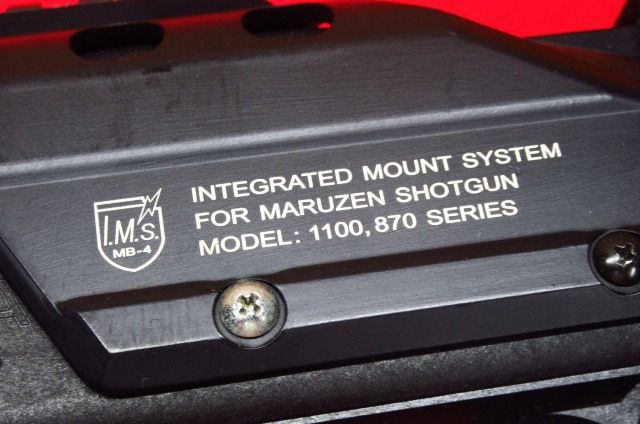 I.M.S.
MB-4
INTEGRATED MOUNT SYSTEM
FOR MARUZEN SHOTGUN
MODEL: 1100, 870 SERIES